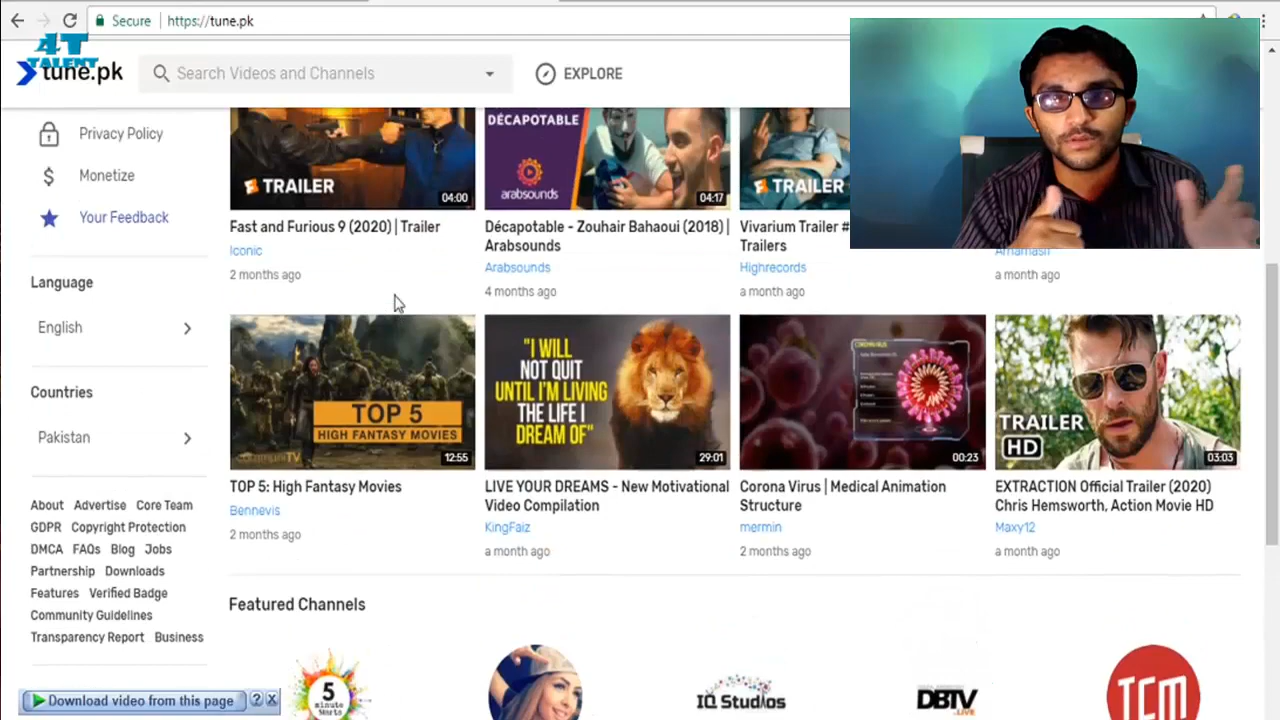 Secure
https://tune.pk
4T
TALENT
tune.pk
Search Videos and Channels
EXPLORE
Privacy Policy
Monetize
Your Feedback
Language
English
Countries
Pakistan
About Advertise Core Team
GDPR Copyright Protection
DMCA FAQs Blog Jobs
Partnership Downloads
Features Verified Badge
Community Guidelines
Transparency Report Business
TRAILER
04:00
Fast and Furious 9 (2020) | Trailer
Iconic
2 months ago
DÉCAPOTABLE
arabsounds
04:17
Décapotable - Zouhair Bahaoui (2018) |
Arabsounds
Arabsounds
4 months ago
TRAILER
Vivarium Trailer #
Trailers
Highrecords
a month ago
a month ago
TOP 5
HIGH FANTASY MOVIES
12:55
TOP 5: High Fantasy Movies
Bennevis
2 months ago
"I WILL
NOT QUIT
UNTIL I'M LIVING
THE LIFE I
DREAM OF"
29:01
LIVE YOUR DREAMS - New Motivational
Video Compilation
KingFaiz
a month ago
00:23
Corona Virus | Medical Animation
Structure
mermin
2 months ago
TRAILER
HD
03:03
EXTRACTION Official Trailer (2020)
Chris Hemsworth, Action Movie HD
Maxy12
a month ago
Featured Channels
5
minute
IQ Studios
DBTV
.LIVE
Download video from this page
? X